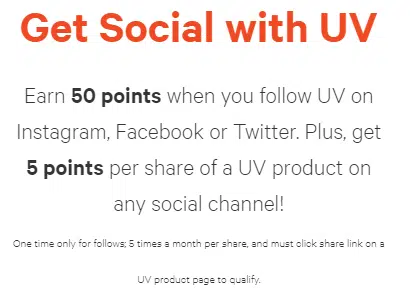 Get Social with UV
Earn 50 points when you follow UV on
Instagram, Facebook or Twitter. Plus, get
5 points per share of a UV product on
any social channel!
One time only for follows; 5 times a month per share, and must click share link on a
UV product page to qualify.